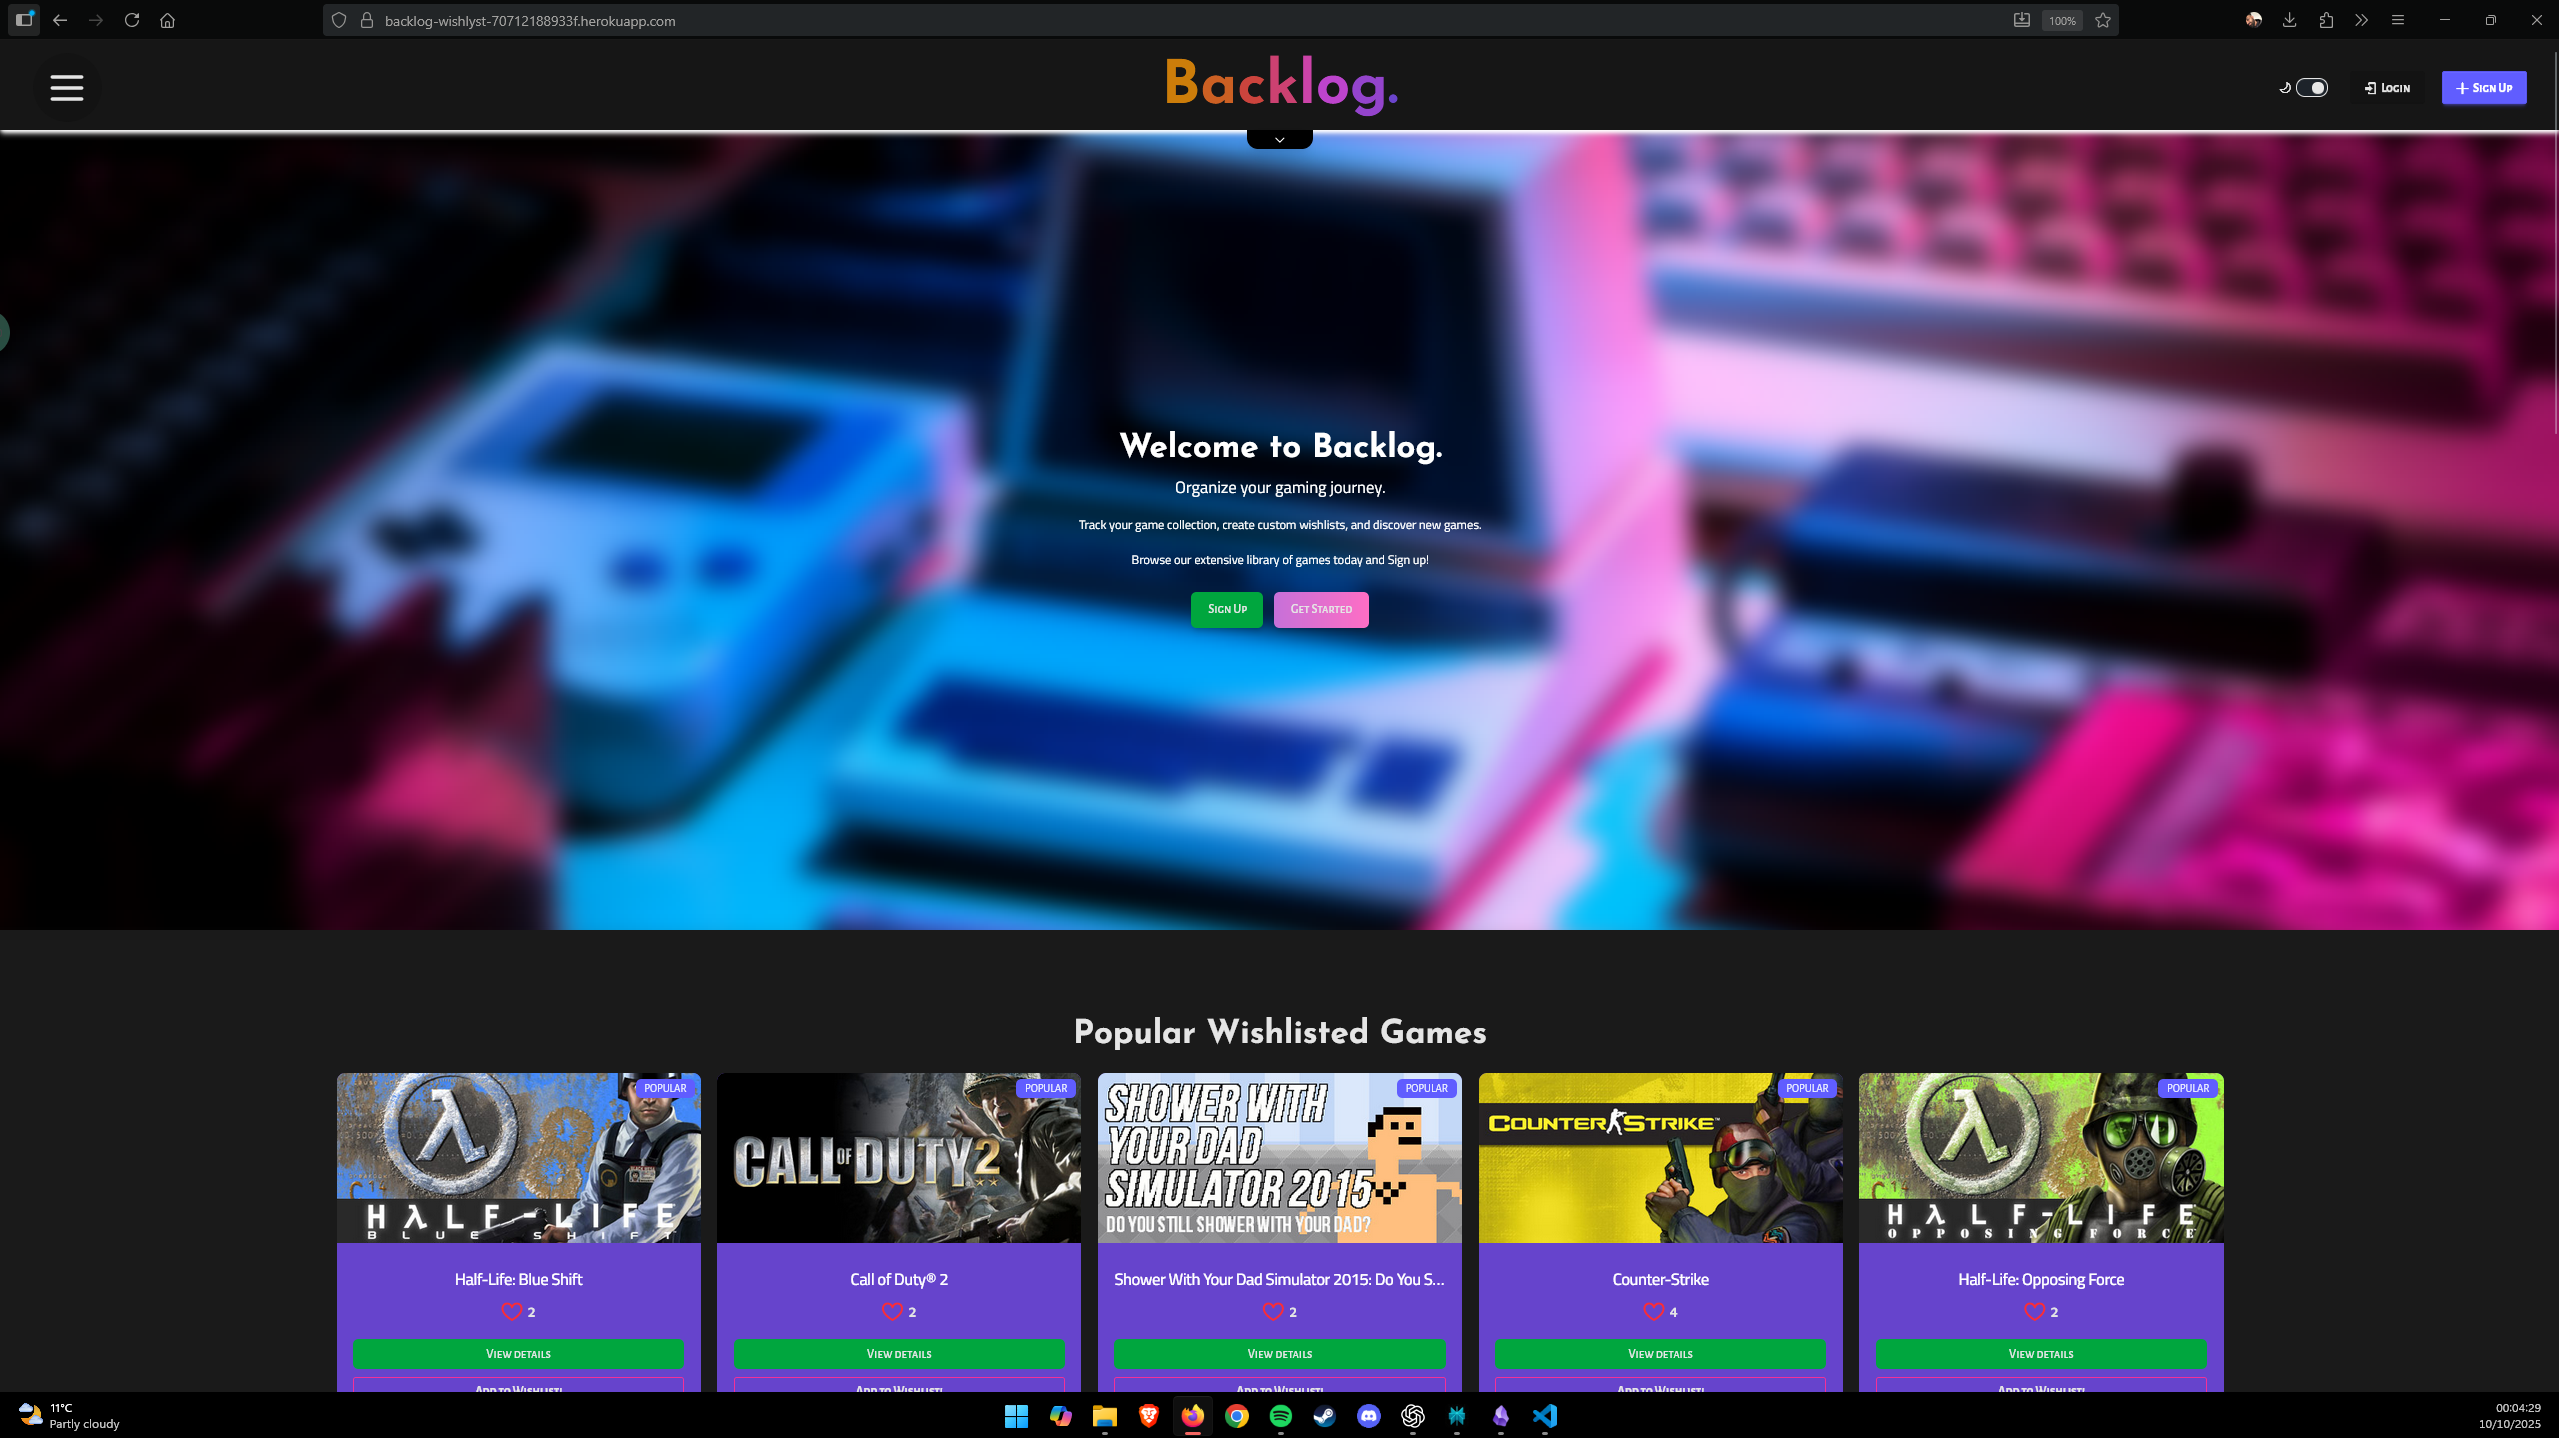 backlog-wishlyst-70712188933f.herokuapp.com
100%
Backlog.
Login
Sign Up
Welcome to Backlog.
Organize your gaming journey.
Track your game collection, create custom wishlists, and discover new games.
Browse our extensive library of games today and Sign up!
Sign Up
Get Started
Popular Wishlisted Games
POPULAR
HλLF-LIFE
BLUE SHIFT
POPULAR
CALL OF DUTY 2
POPULAR
SHOWER WITH
YOUR DAD
SIMULATOR 2015
DO YOU STILL SHOWER WITH YOUR DAD?
POPULAR
COUNTER STRIKE™
POPULAR
HλLF-LIFE
OPPOSING FORCE
Half-Life: Blue Shift
Call of Duty® 2
Shower With Your Dad Simulator 2015: Do You S...
Counter-Strike
Half-Life: Opposing Force
2
2
2
4
2
View details
View details
View details
View details
View details
Add to Wishlist!
Add to Wishlist!
Add to Wishlist!
Add to Wishlist!
Add to Wishlist!
11°C
Partly cloudy
00:04:29
10/10/2025